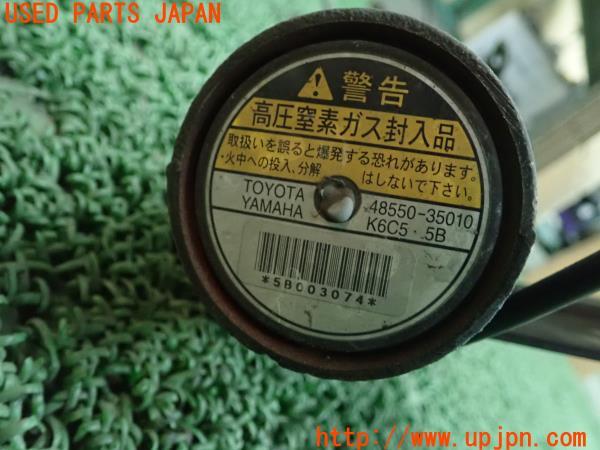 USED PARTS JAPAN
警告
高圧窒素ガス封入品
取扱いを誤ると爆発する恐れがあります。
・火中への投入、分解はしないで下さい。
TOYOTA 48550-35010
YAMAHA K6C5・5B
*5B003074*
http://www.upjpn.com